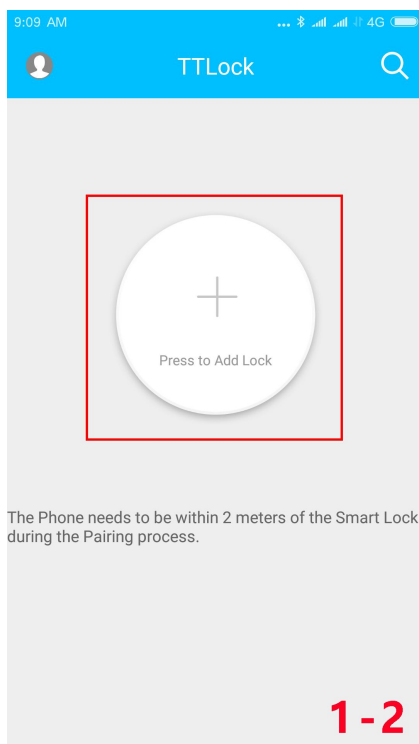 9:09 AM ... 4G
TTLock
Press to Add Lock
The Phone needs to be within 2 meters of the Smart Lock
during the Pairing process.
1-2